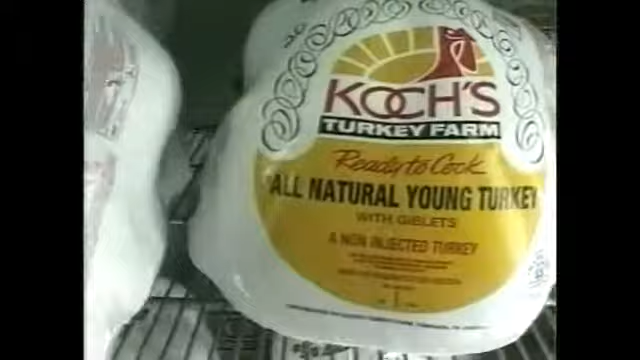 KOCH'S
TURKEY FARM
Ready to Cook
ALL NATURAL YOUNG TURKEY
WITH GIBLETS
A NON INJECTED TURKEY